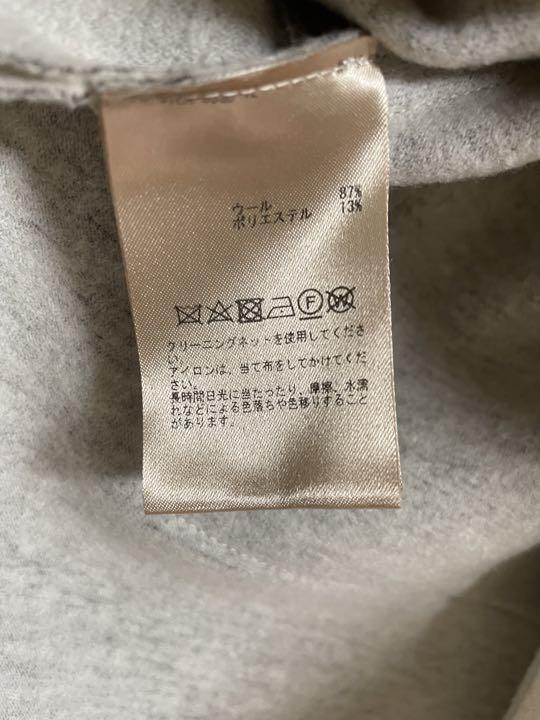 ウール 87%
ポリエステル 13%
F W
クリーニングネットを使用してくださ
い。
アイロンは、当て布をしてかけてくだ
さい。
長時間日光に当たったり、摩擦、水濡
れなどによる色落ちや色移りすること
があります。